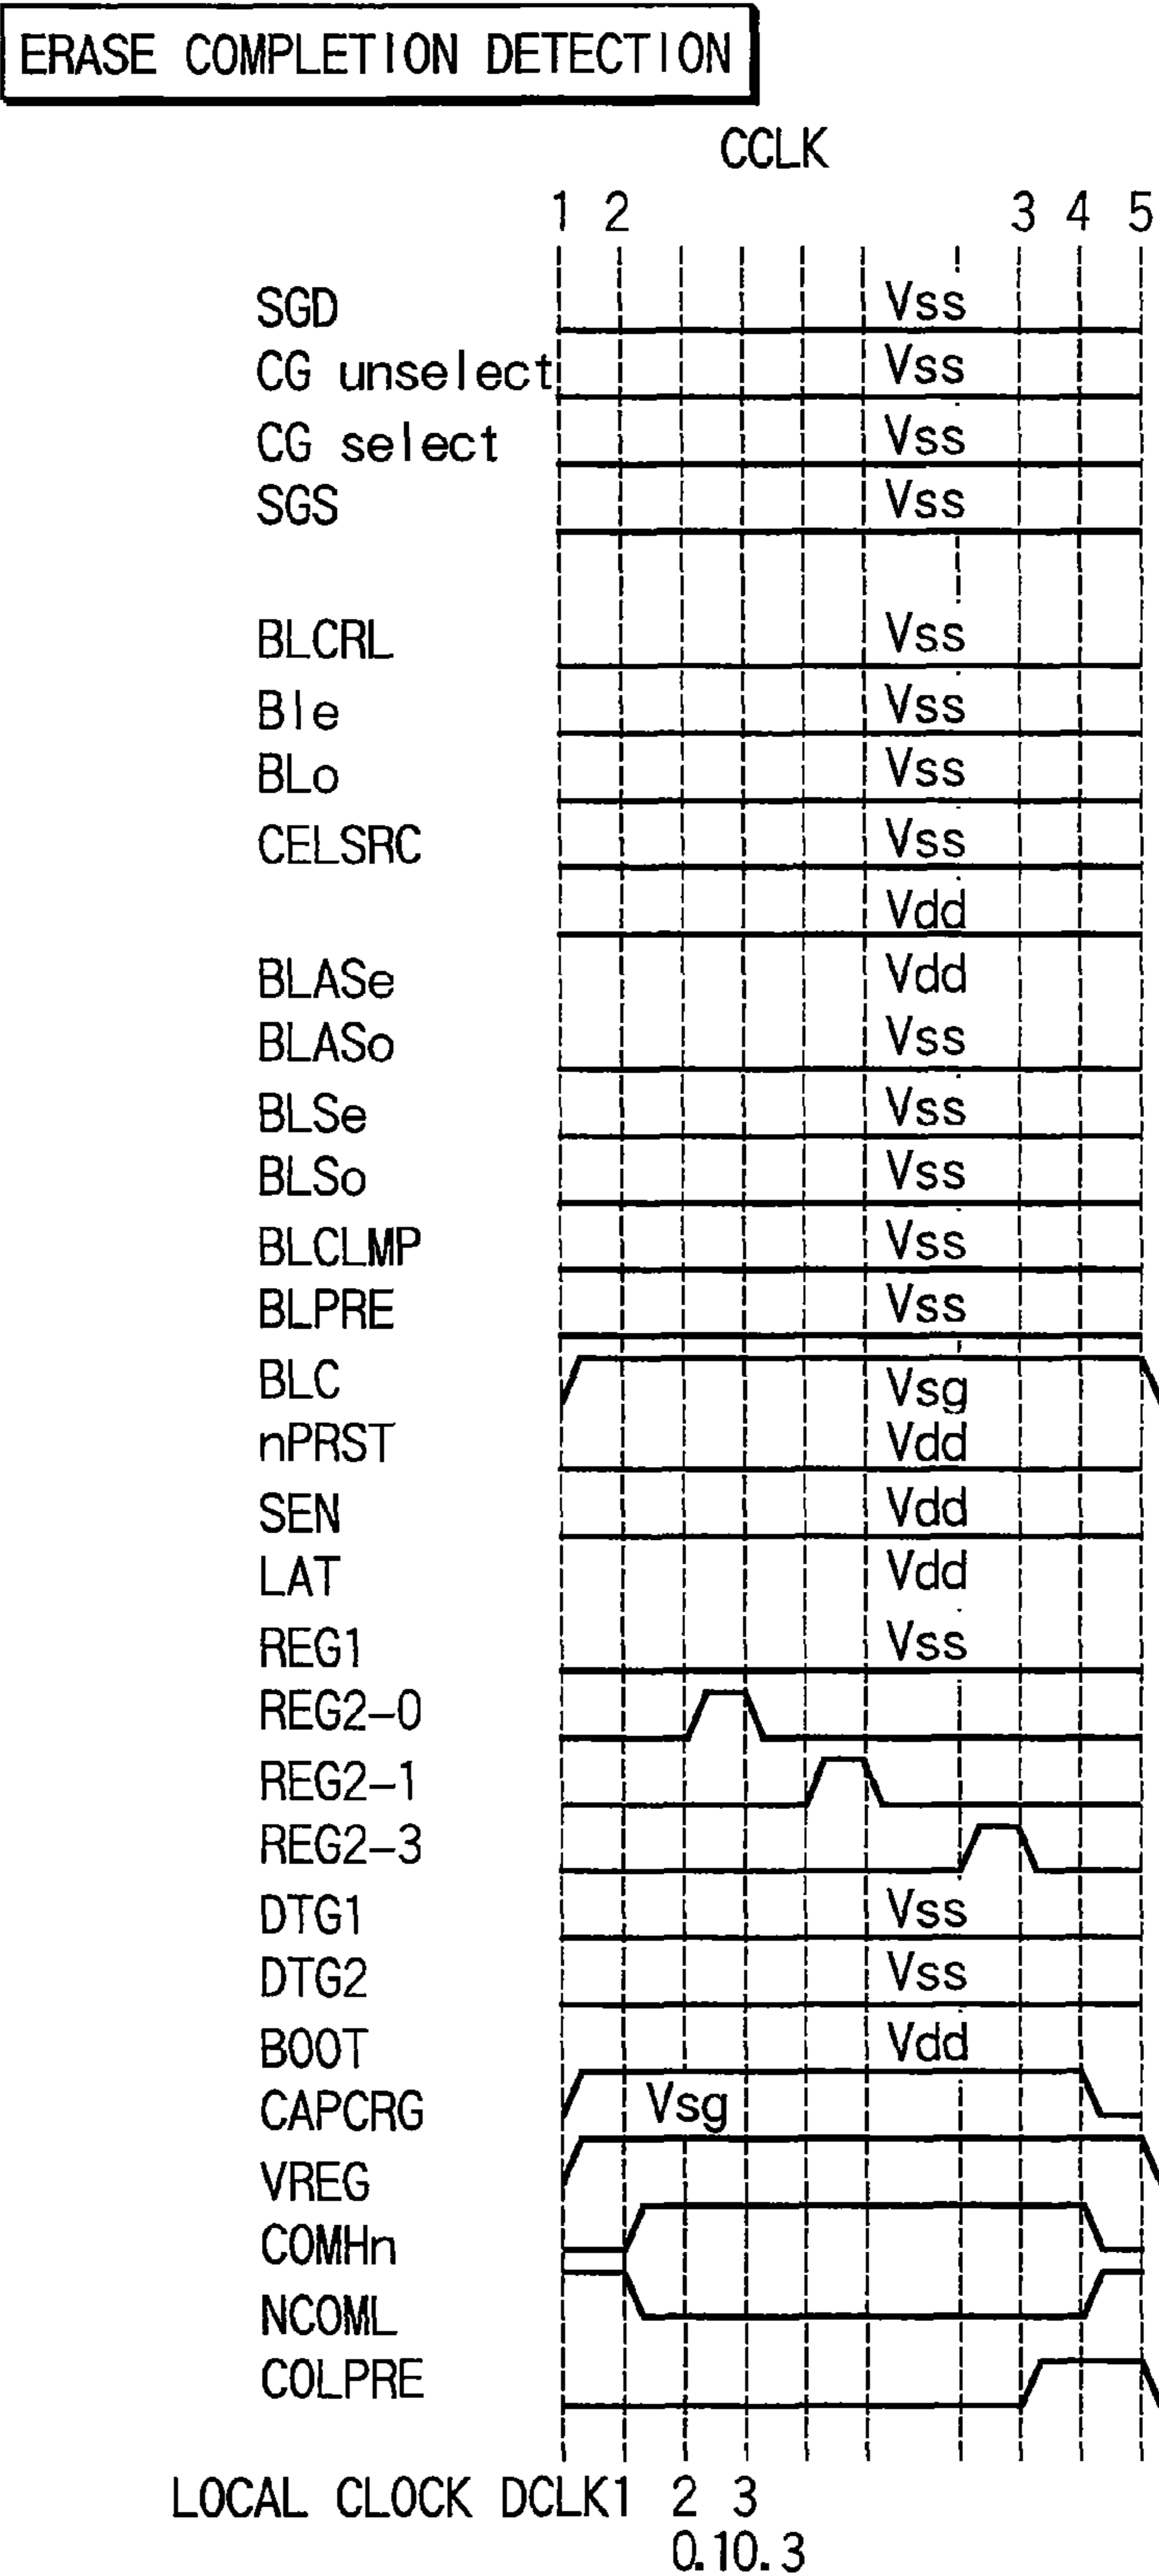 ERASE COMPLETION DETECTION
CCLK
1 2 3 4 5
SGD Vss
CG unselect Vss
CG select Vss
SGS Vss
BLCRL Vss
Ble Vss
BLo Vss
CELSRC Vss
Vdd
BLASe Vdd
BLASo Vss
BLSe Vss
BLSo Vss
BLCLMP Vss
BLPRE Vss
BLC Vsg
nPRST Vdd
SEN Vdd
LAT Vdd
REG1 Vss
REG2-0
REG2-1
REG2-3
DTG1 Vss
DTG2 Vss
BOOT Vdd
CAPCRG Vsg
VREG
COMHn
NCOML
COLPRE
LOCAL CLOCK DCLK1 2 3
0.10.3